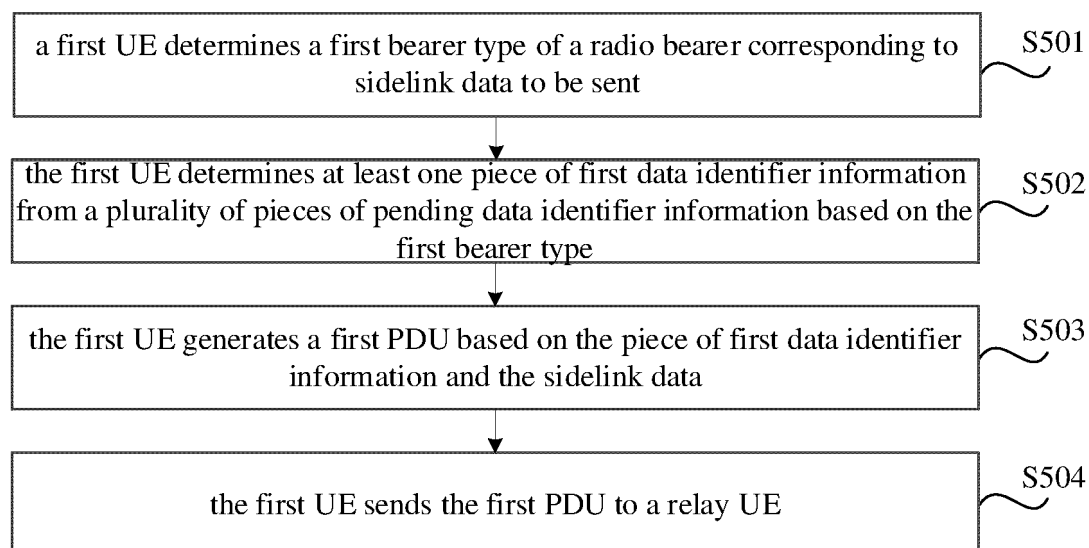 a first UE determines a first bearer type of a radio bearer corresponding to
sidelink data to be sent
S501
the first UE determines at least one piece of first data identifier information
from a plurality of pieces of pending data identifier information based on the
first bearer type
S502
the first UE generates a first PDU based on the piece of first data identifier
information and the sidelink data
S503
the first UE sends the first PDU to a relay UE
S504